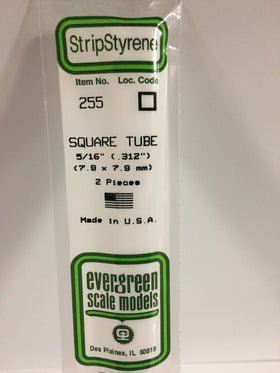 StripStyrene
Item No. Loc. Code
255
SQUARE TUBE
5/16" (.312")
(7.9 x 7.9 mm)
2 Pieces
Made in U.S.A.
evergreen
scale models
Des Plaines, IL 60018